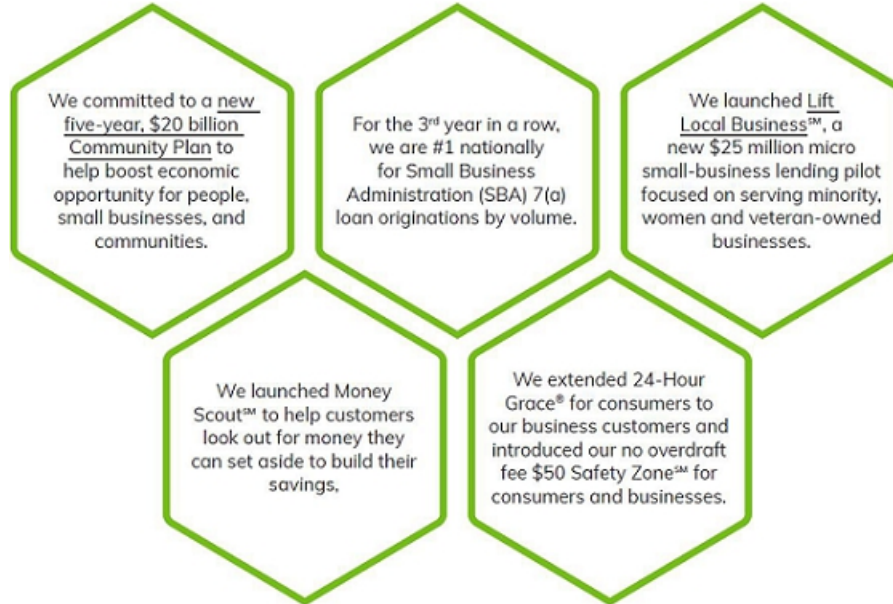 We committed to a new
five-year, $20 billion
Community Plan to
help boost economic
opportunity for people,
small businesses, and
communities.
For the 3rd year in a row,
we are #1 nationally
for Small Business
Administration (SBA) 7(a)
loan originations by volume.
We launched Lift
Local Business℠, a
new $25 million micro
small-business lending pilot
focused on serving minority,
women and veteran-owned
businesses.
We launched Money
Scout℠ to help customers
look out for money they
can set aside to build their
savings,
We extended 24-Hour
Grace® for consumers to
our business customers and
introduced our no overdraft
fee $50 Safety Zone℠ for
consumers and businesses.